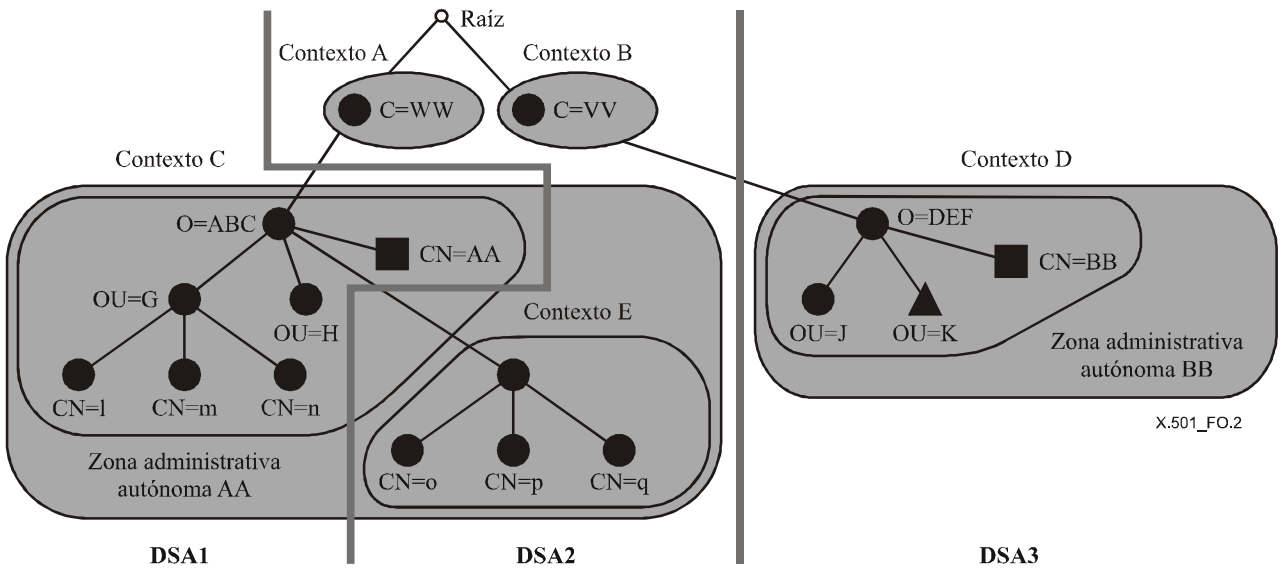 Raíz
Contexto A
Contexto B
C=WW
C=VV
Contexto C
Contexto D
O=ABC
O=DEF
CN=AA
CN=BB
OU=G
OU=H
Contexto E
OU=J
OU=K
Zona administrativa
autónoma BB
CN=l
CN=m
CN=n
X.501_FO.2
Zona administrativa
autónoma AA
CN=o
CN=p
CN=q
DSA1
DSA2
DSA3